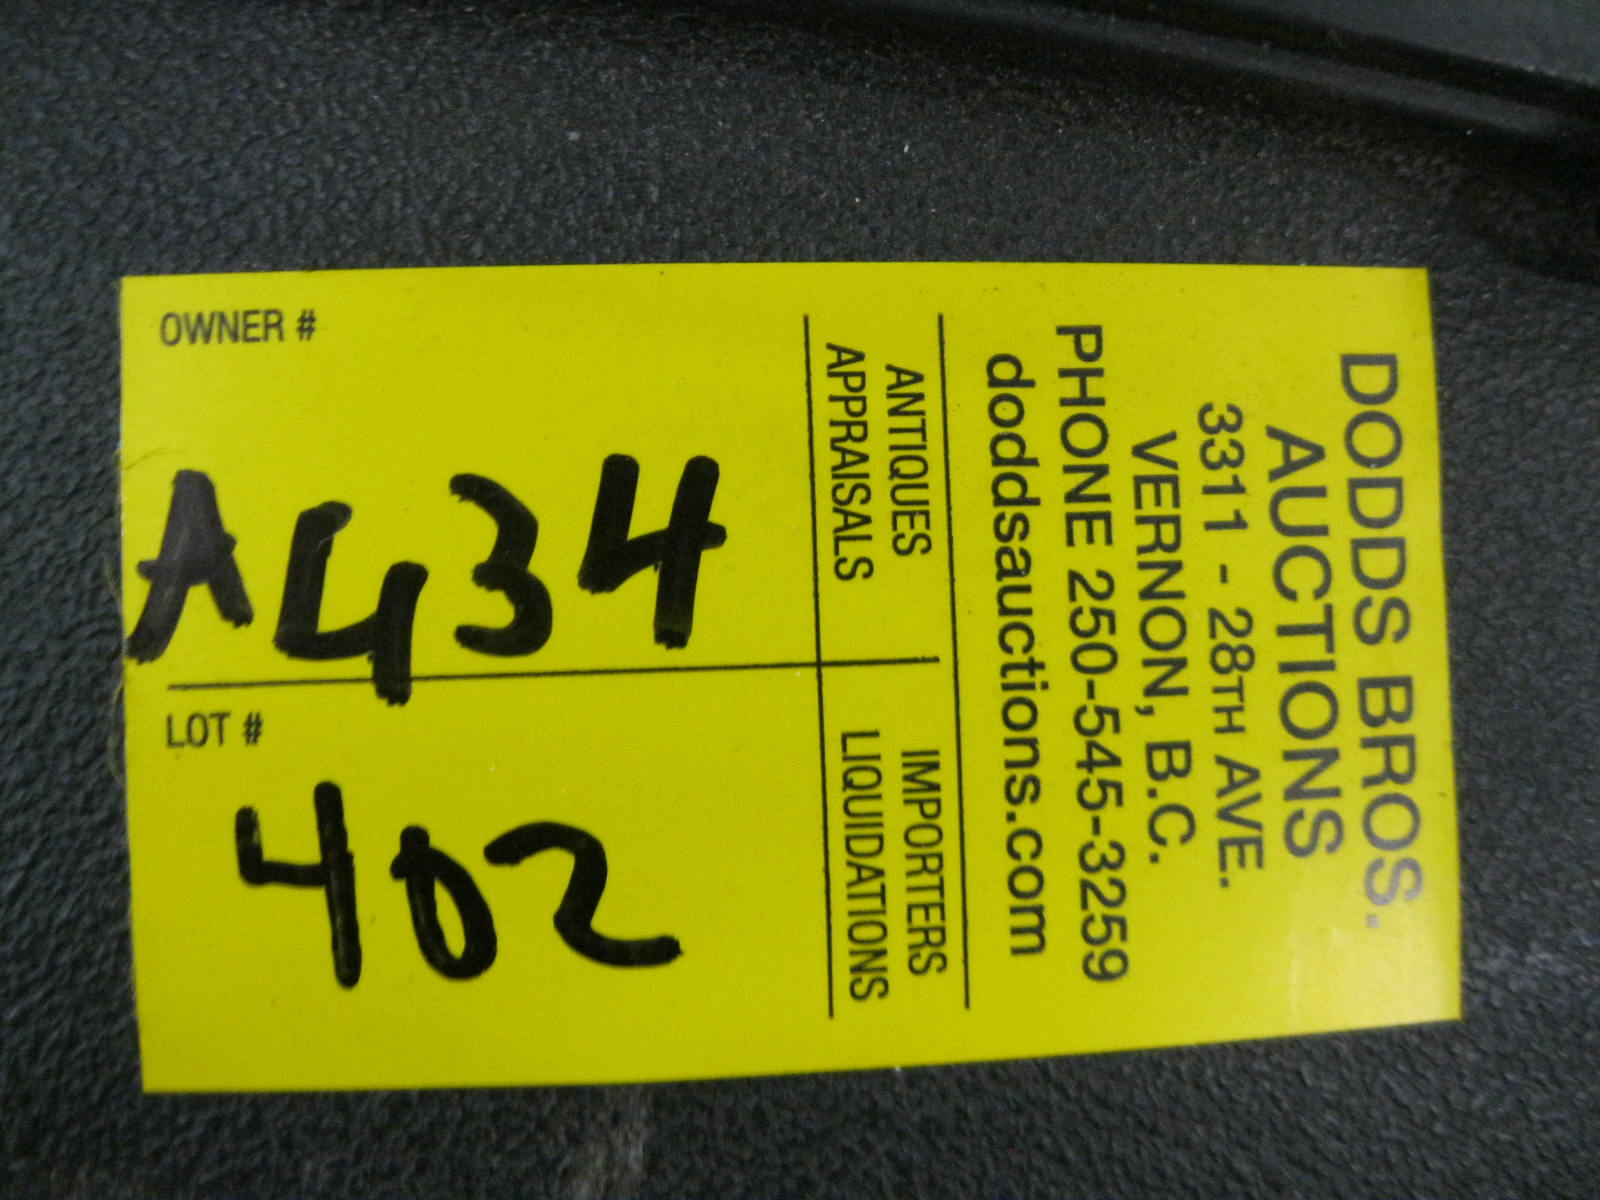 DODDS BROS.
AUCTIONS
3311 - 28TH AVE.
VERNON, B.C.
PHONE 250-545-3259
doddsauctions.com
ANTIQUES
APPRAISALS
IMPORTERS
LIQUIDATIONS
OWNER #
A434
LOT #
402